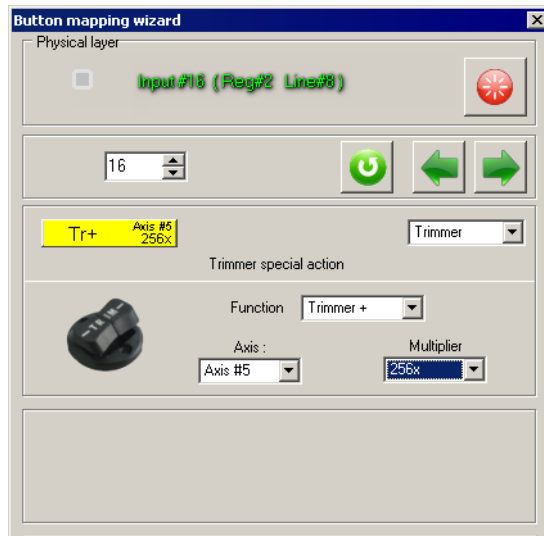 Button mapping wizard
Physical layer
Input#16 (Reg#2 Line#8)
16
Tr+ Axis #5
256x
Trimmer
Trimmer special action
TRIM
Function Trimmer +
Axis : Multiplier
Axis #5 256x